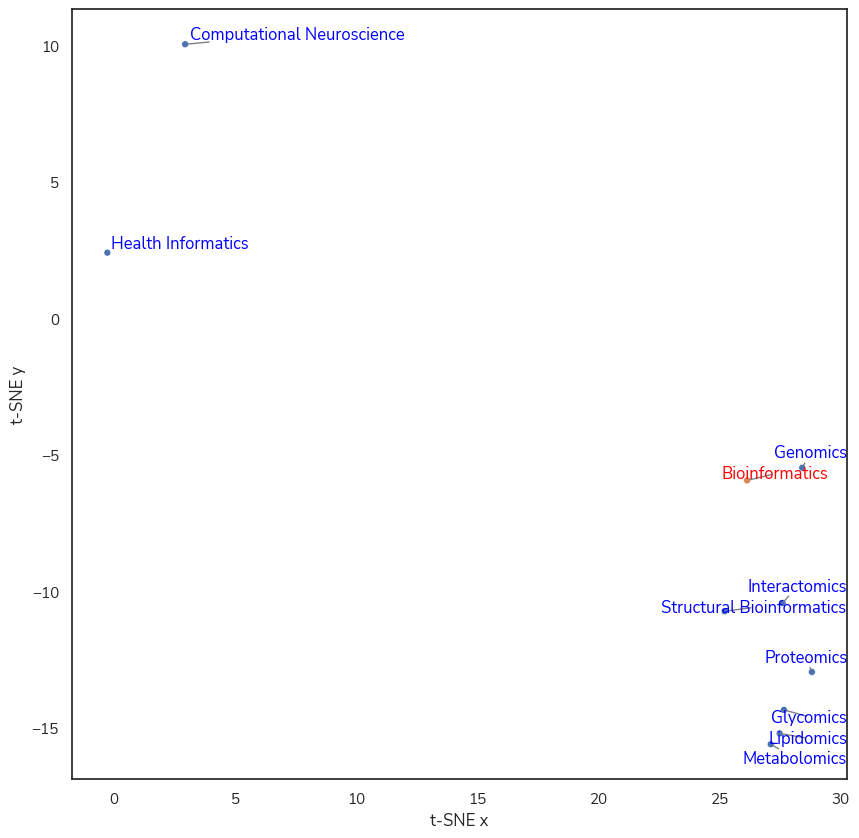 10
Computational Neuroscience
5
Health Informatics
0
t-SNE y
−5
Genomics
Bioinformatics
−10
Interactomics
Structural Bioinformatics
Proteomics
−15
Glycomics
Lipidomics
Metabolomics
0 5 10 15 20 25 30
t-SNE x